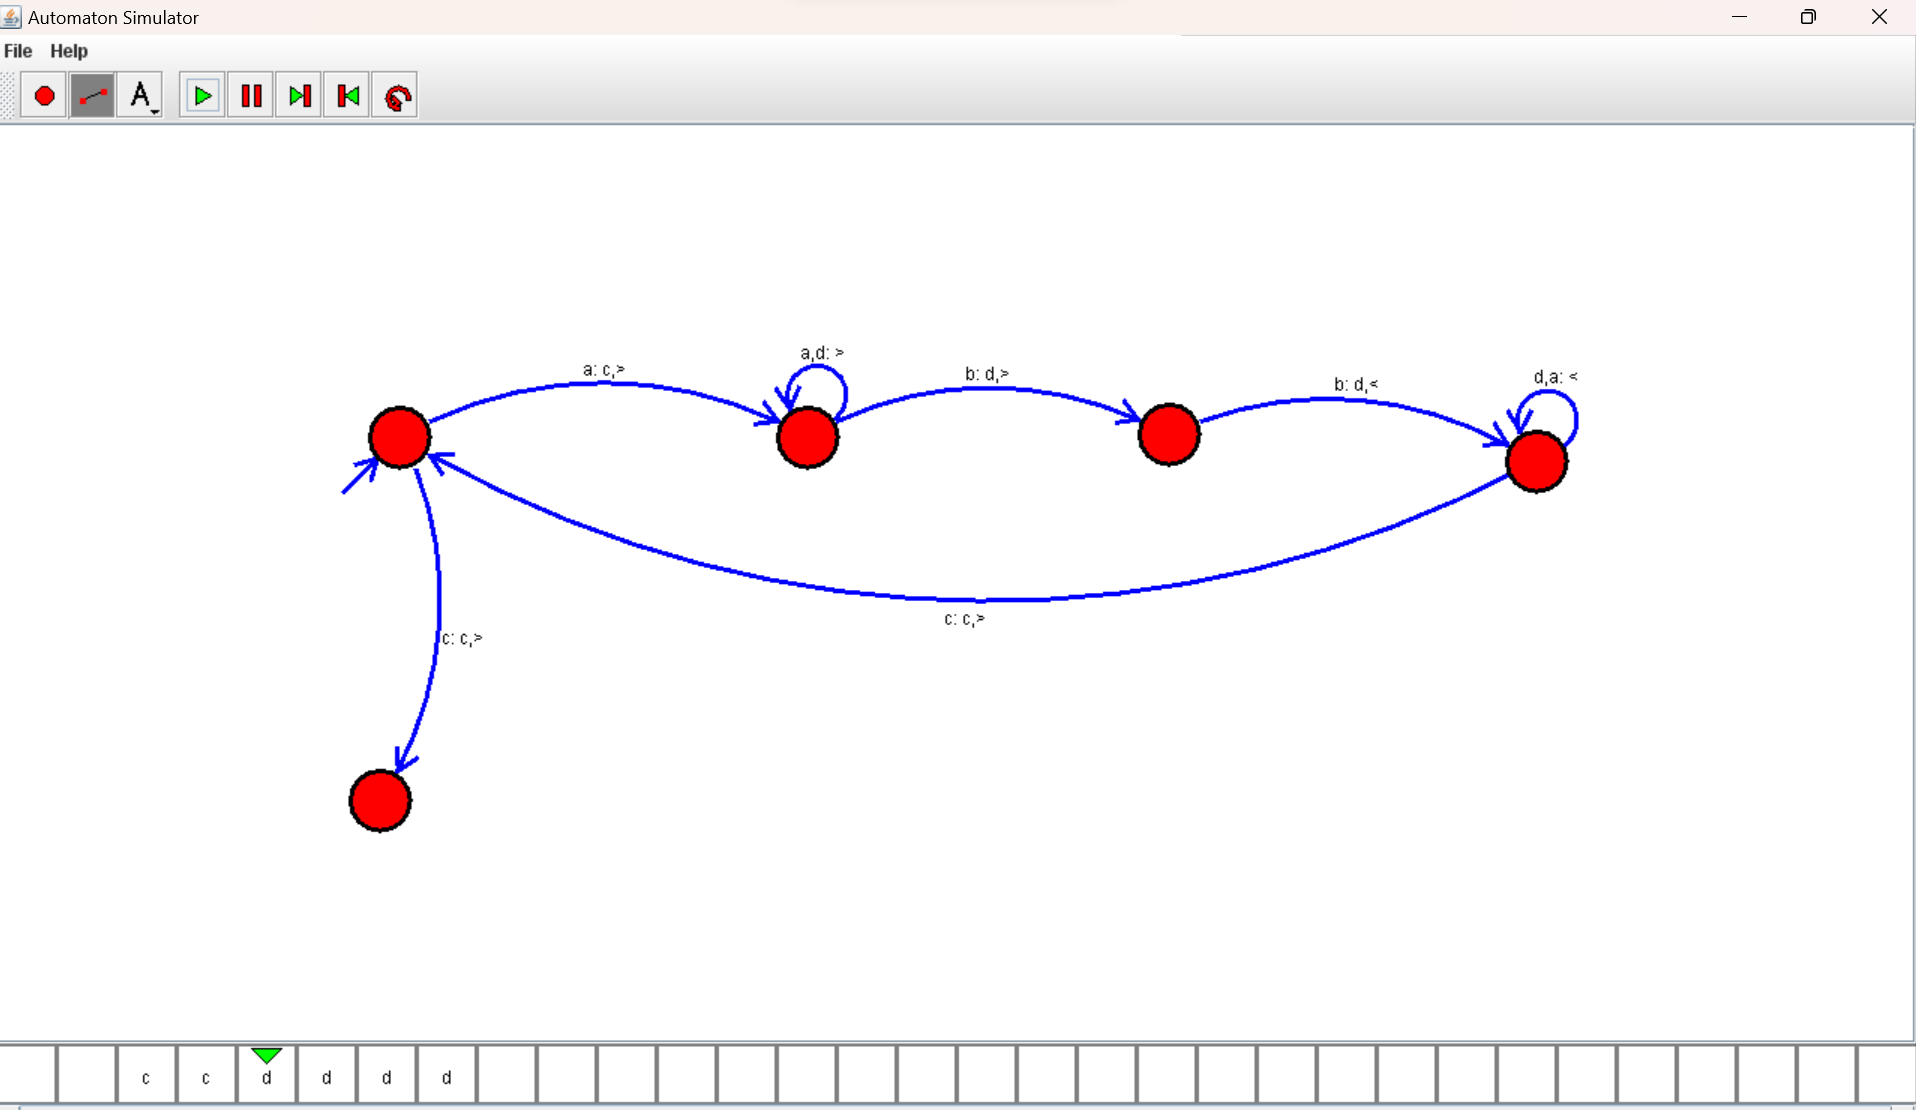 Automaton Simulator
File Help
A
a: c,>
a,d: >
b: d,>
b: d,<
d,a: <
c: c,>
c: c,>
c c d d d d